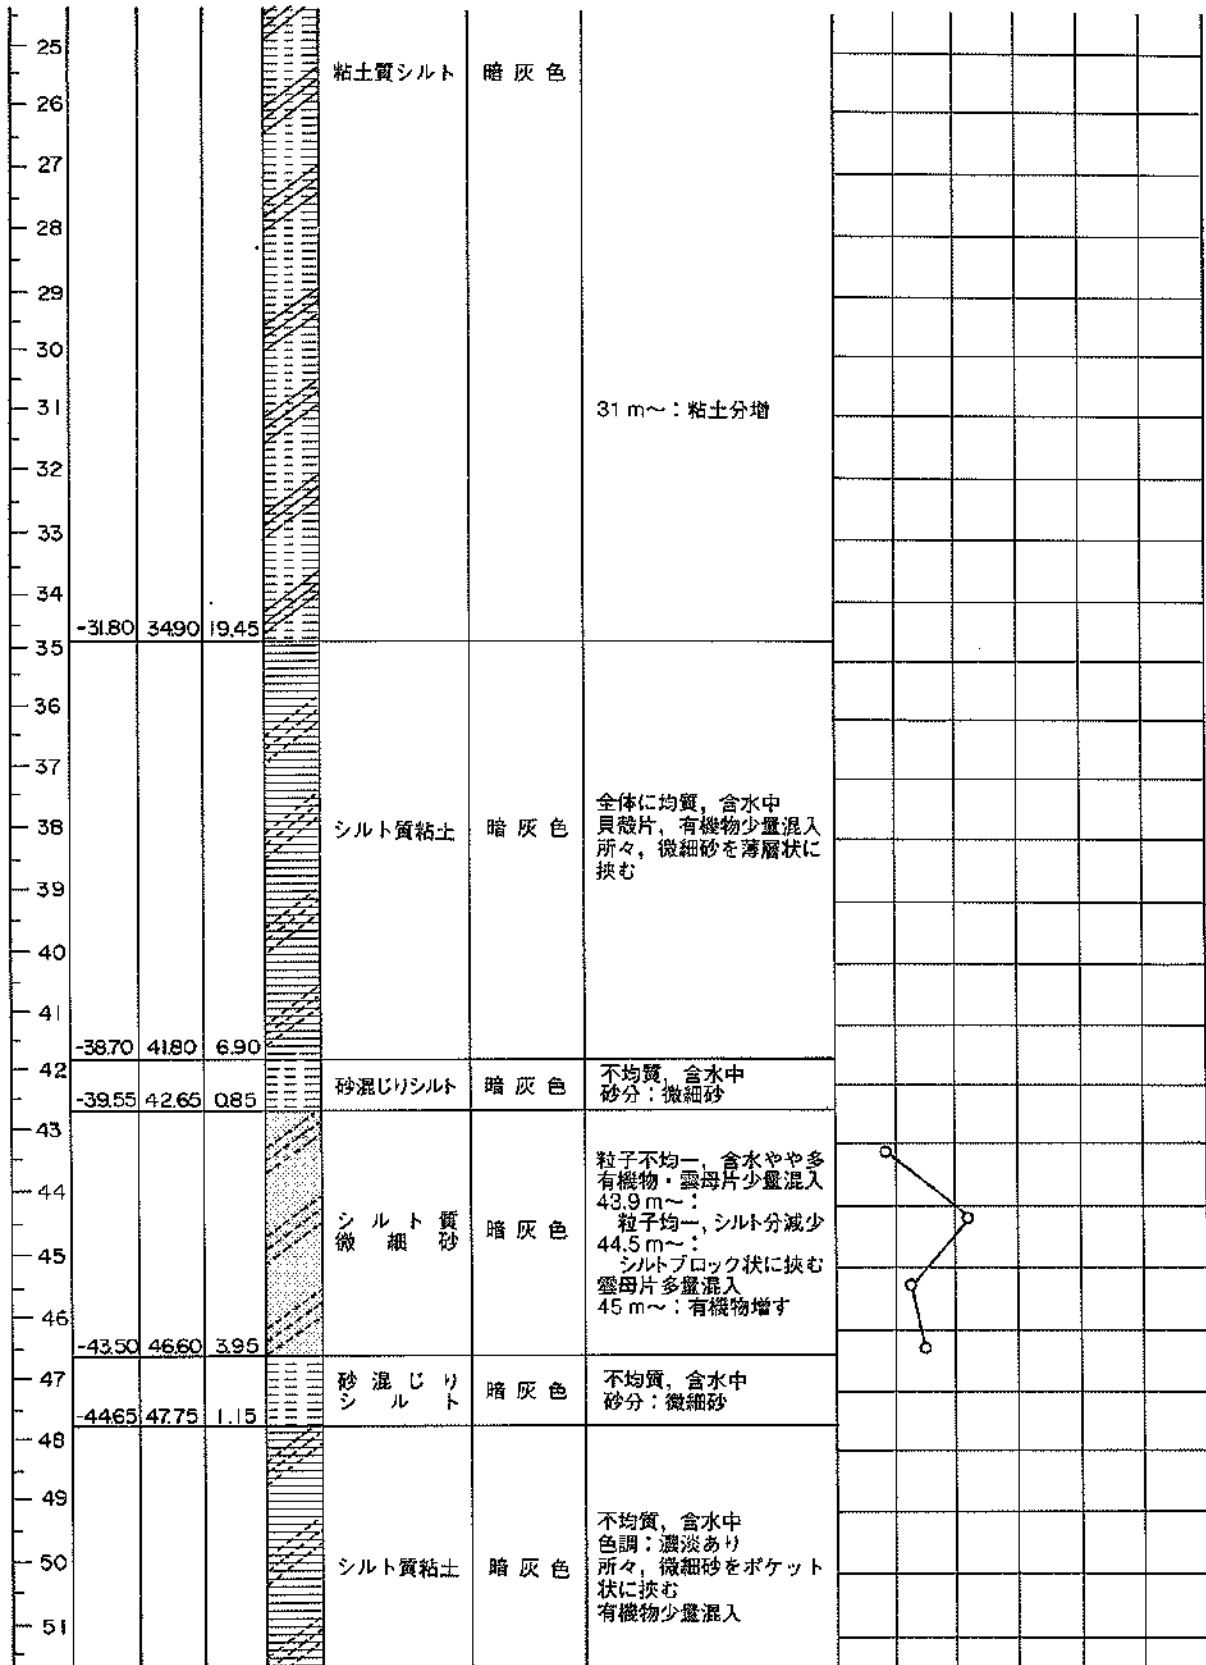 25
粘土質シルト 暗灰色
26
27
28
29
30
31 31 m～：粘土分増
32
33
34
-31.80 34.90 19.45
35
36
37
全体に均質，含水中
38 シルト質粘土 暗灰色 貝殻片，有機物少量混入
所々，微細砂を薄層状に
挟む
39
40
41
-38.70 41.80 6.90
42 砂混じりシルト 暗灰色 不均質，含水中
砂分：微細砂
-39.55 42.65 0.85
43
粒子不均一，含水やや多
有機物・雲母片少量混入
44 43.9 m～：
シルト質 粒子均一，シルト分減少
微細砂 暗灰色 44.5 m～：
45 シルトブロック状に挟む
雲母片多量混入
45 m～：有機物増す
46
-43.50 46.60 3.95
47 砂混じり 不均質，含水中
シルト 暗灰色 砂分：微細砂
-44.65 47.75 1.15
48
49
不均質，含水中
色調：濃淡あり
50 シルト質粘土 暗灰色 所々，微細砂をポケット
状に挟む
有機物少量混入
51